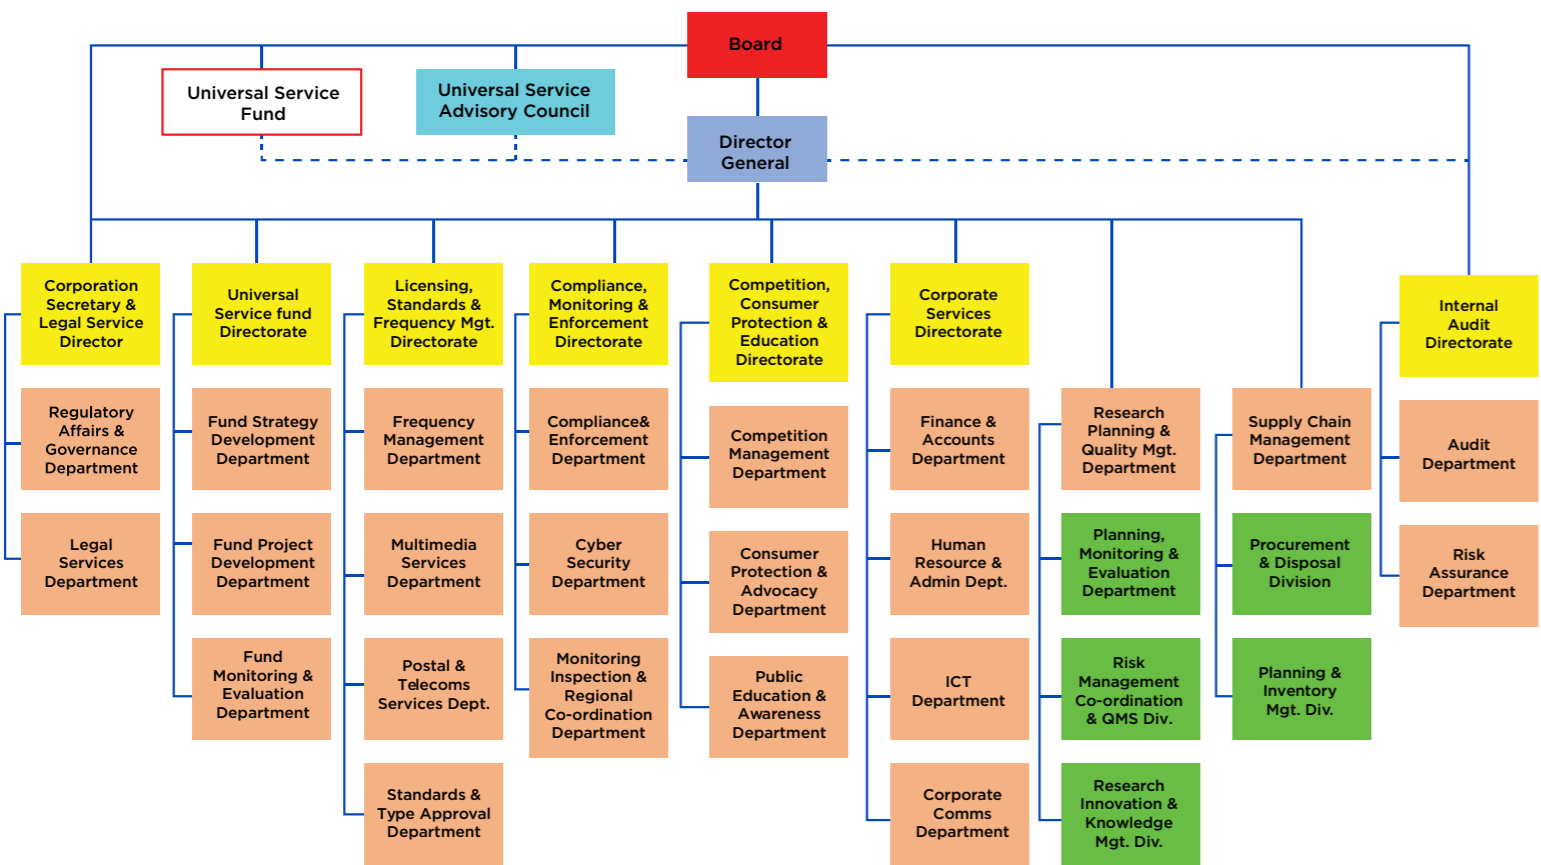 Board
Universal Service
Fund
Universal Service
Advisory Council
Director
General
Corporation
Secretary &
Legal Service
Director
Universal
Service fund
Directorate
Licensing,
Standards &
Frequency Mgt.
Directorate
Compliance,
Monitoring &
Enforcement
Directorate
Competition,
Consumer
Protection &
Education
Directorate
Corporate
Services
Directorate
Internal
Audit
Directorate
Regulatory
Affairs &
Governance
Department
Fund Strategy
Development
Department
Frequency
Management
Department
Compliance&
Enforcement
Department
Competition
Management
Department
Finance &
Accounts
Department
Research
Planning &
Quality Mgt.
Department
Supply Chain
Management
Department
Audit
Department
Legal
Services
Department
Fund Project
Development
Department
Multimedia
Services
Department
Cyber
Security
Department
Consumer
Protection &
Advocacy
Department
Human
Resource &
Admin Dept.
Planning,
Monitoring &
Evaluation
Department
Procurement
& Disposal
Division
Risk
Assurance
Department
Fund
Monitoring &
Evaluation
Department
Postal &
Telecoms
Services Dept.
Monitoring
Inspection &
Regional
Co-ordination
Department
Public
Education &
Awareness
Department
ICT
Department
Risk
Management
Co-ordination
& QMS Div.
Planning &
Inventory
Mgt. Div.
Standards &
Type Approval
Department
Corporate
Comms
Department
Research
Innovation &
Knowledge
Mgt. Div.